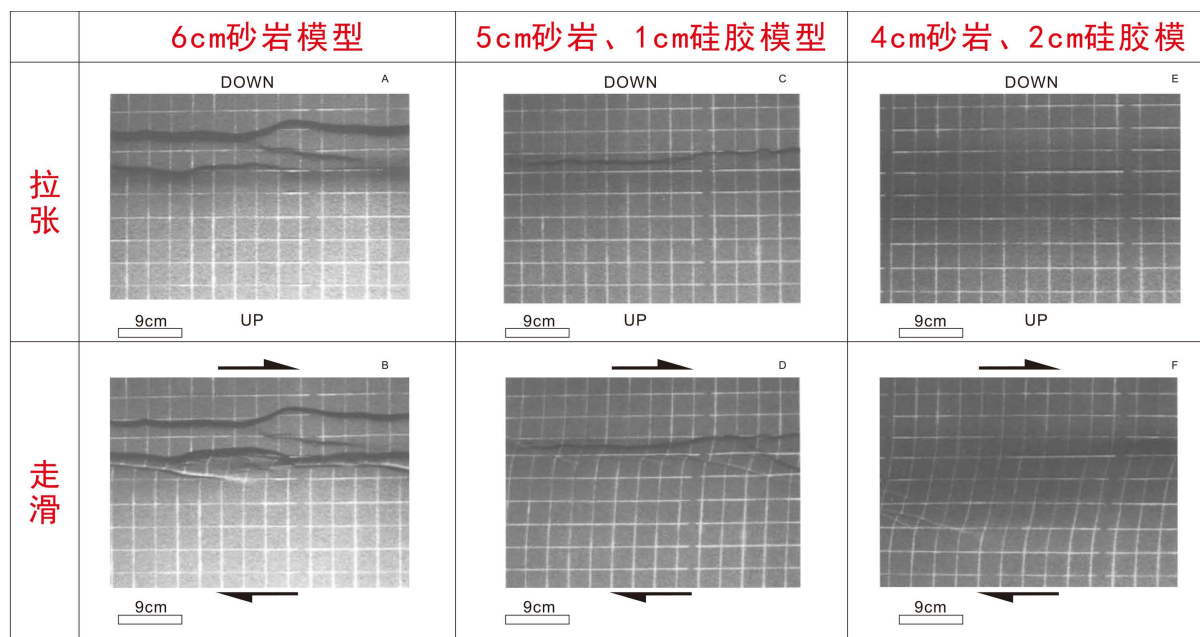 6cm砂岩模型
5cm砂岩、1cm硅胶模型
4cm砂岩、2cm硅胶模
拉张
DOWN
A
9cm
UP
DOWN
C
9cm
UP
DOWN
E
9cm
UP
走滑
B
9cm
D
9cm
F
9cm